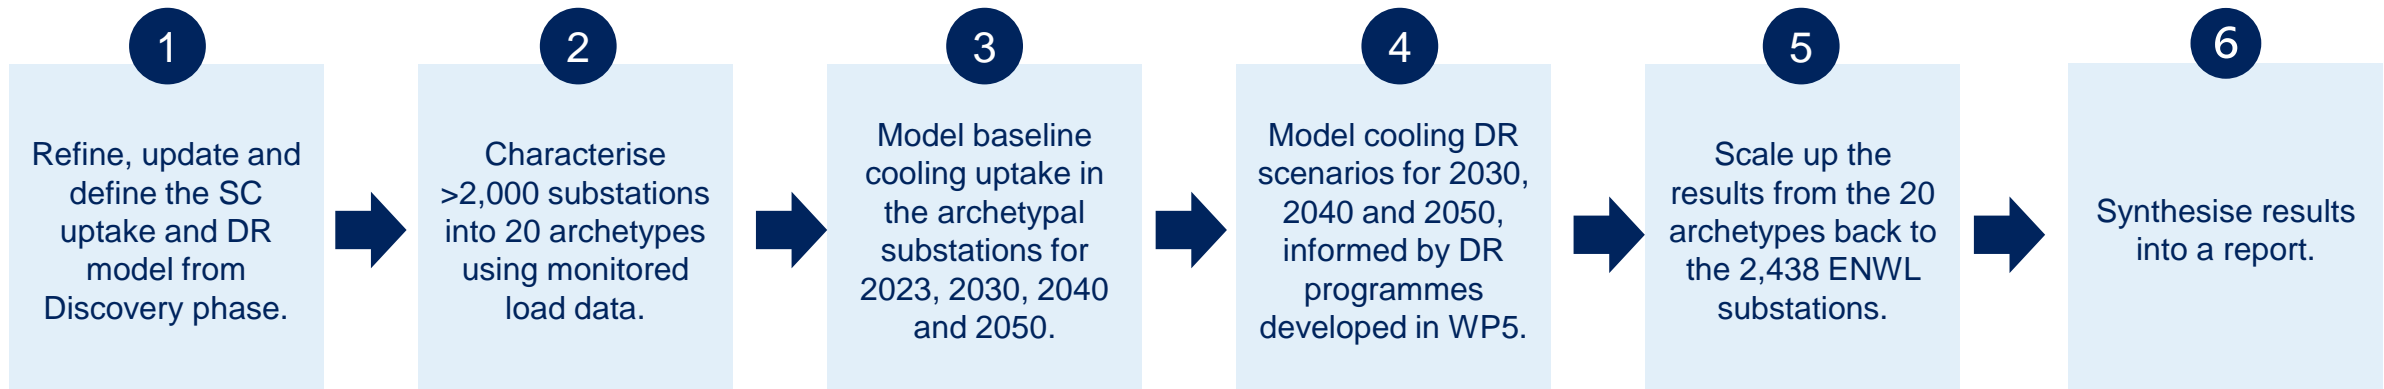 1
Refine, update and
define the SC
uptake and DR
model from
Discovery phase.
2
Characterise
>2,000 substations
into 20 archetypes
using monitored
load data.
3
Model baseline
cooling uptake in
the archetypal
substations for
2023, 2030, 2040
and 2050.
4
Model cooling DR
scenarios for 2030,
2040 and 2050,
informed by DR
programmes
developed in WP5.
5
Scale up the
results from the 20
archetypes back to
the 2,438 ENWL
substations.
6
Synthesise results
into a report.